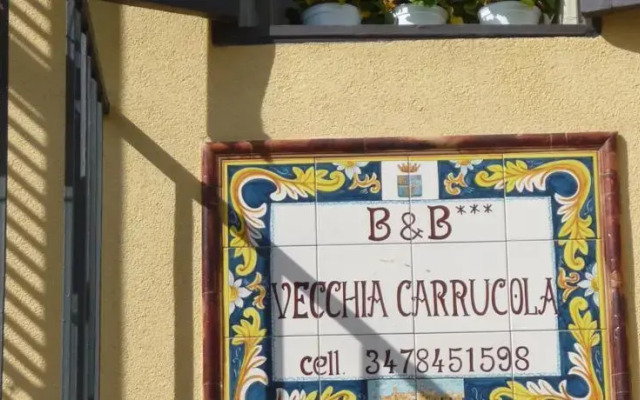 B&B***
VECCHIA CARRUCOLA
cell. 3478451598